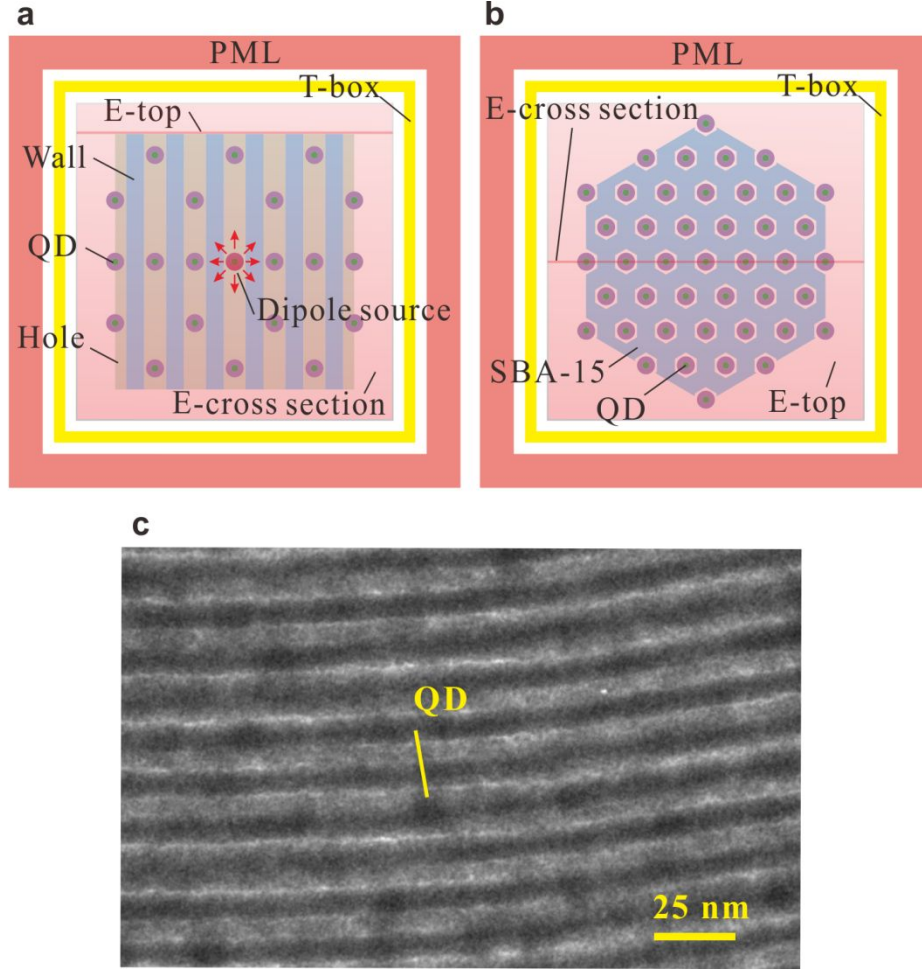 a
PML
T-box
E-top
Wall
QD
Dipole source
Hole
E-cross section
b
PML
T-box
E-cross section
SBA-15
QD
E-top
c
QD
25 nm